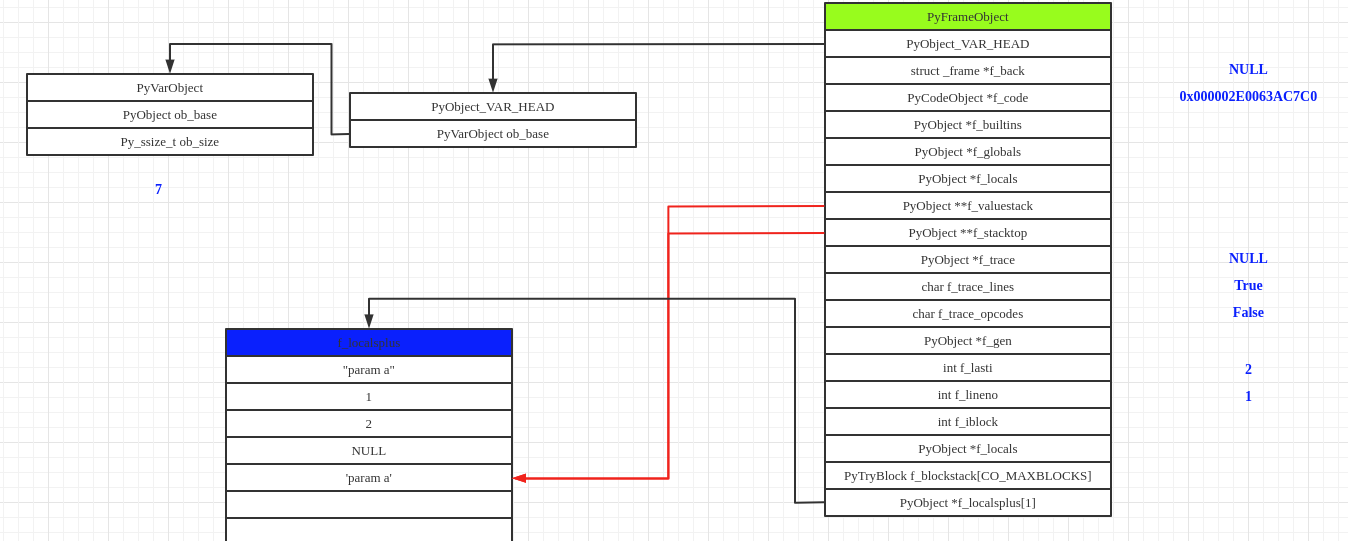 PyFrameObject
PyObject_VAR_HEAD
struct _frame *f_back
NULL
PyCodeObject *f_code
0x000002E0063AC7C0
PyObject *f_builtins
PyObject *f_globals
PyObject *f_locals
PyObject **f_valuestack
PyObject **f_stacktop
PyObject *f_trace
NULL
char f_trace_lines
True
char f_trace_opcodes
False
PyObject *f_gen
int f_lasti
2
int f_lineno
1
int f_iblock
PyObject *f_locals
PyTryBlock f_blockstack[CO_MAXBLOCKS]
PyObject *f_localsplus[1]
PyVarObject
PyObject ob_base
Py_ssize_t ob_size
7
PyObject_VAR_HEAD
PyVarObject ob_base
f_localsplus
"param a"
1
2
NULL
'param a'